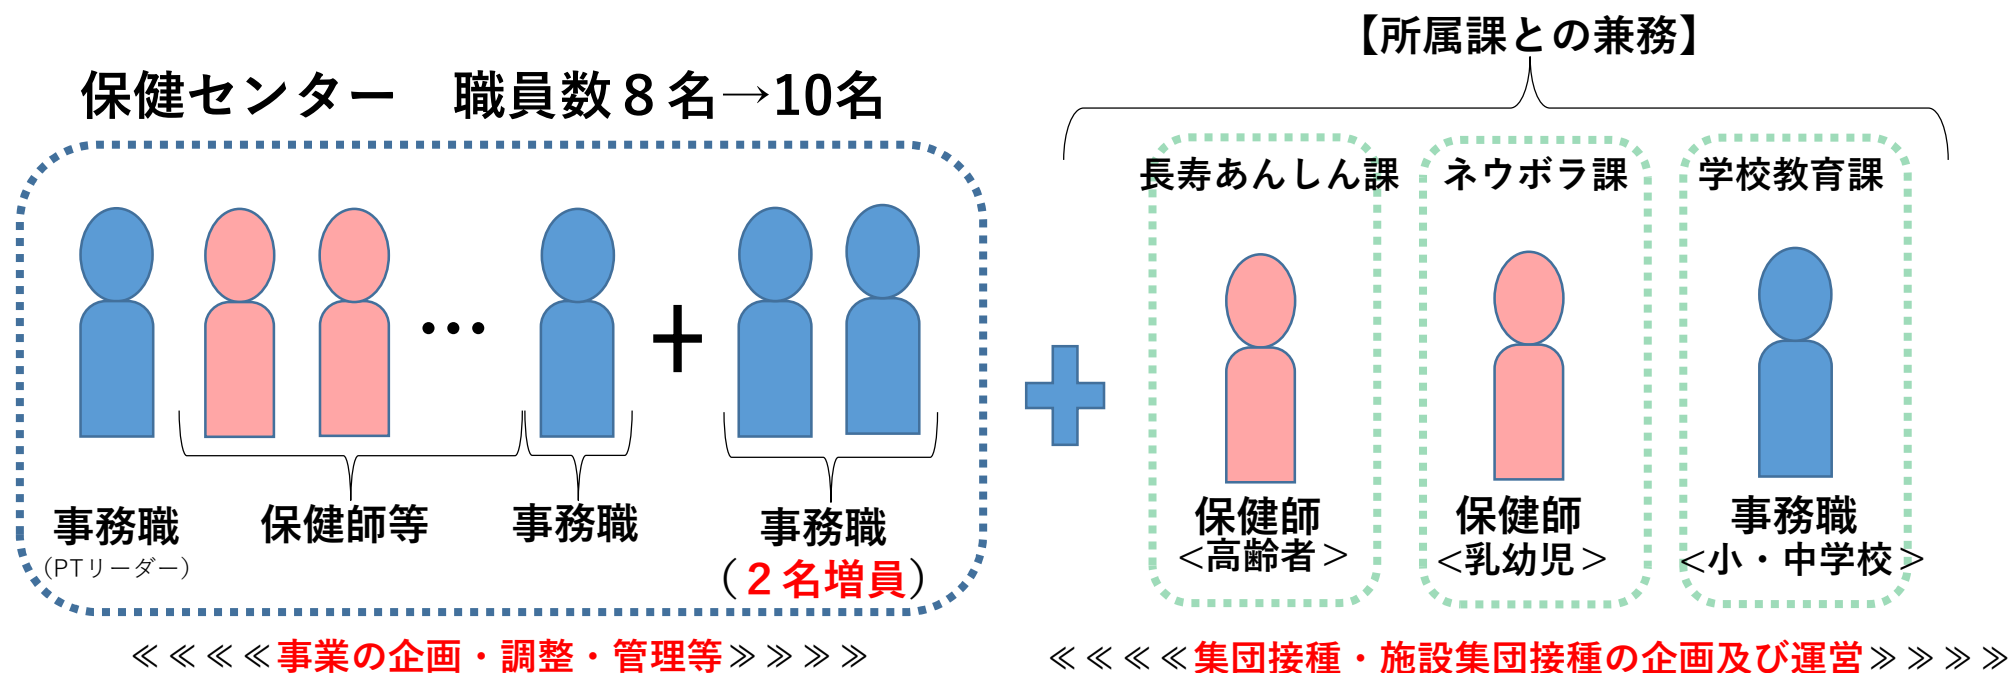 【所属課との兼務】
保健センター　職員数８名→10名
長寿あんしん課
ネウボラ課
学校教育課
…
＋
事務職
(PTリーダー)
保健師等
事務職
事務職
（２名増員）
保健師
<高齢者>
保健師
<乳幼児>
事務職
<小・中学校>
≪≪≪≪事業の企画・調整・管理等≫≫≫≫
≪≪≪≪集団接種・施設集団接種の企画及び運営≫≫≫≫